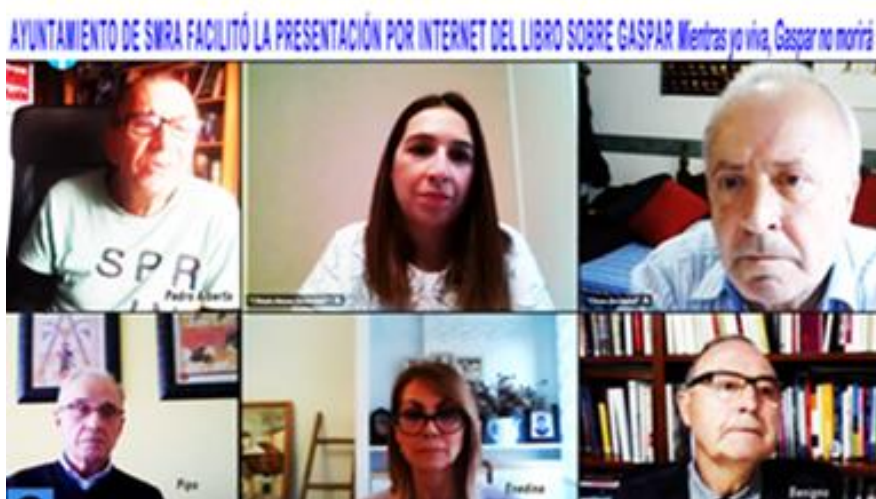 AYUNTAMIENTO DE SMRA FACILITÓ LA PRESENTACIÓN POR INTERNET DEL LIBRO SOBRE GASPAR Mientras yo viva, Gaspar no morirá
SPR
Pedro Alberto
Pipo
Enedina